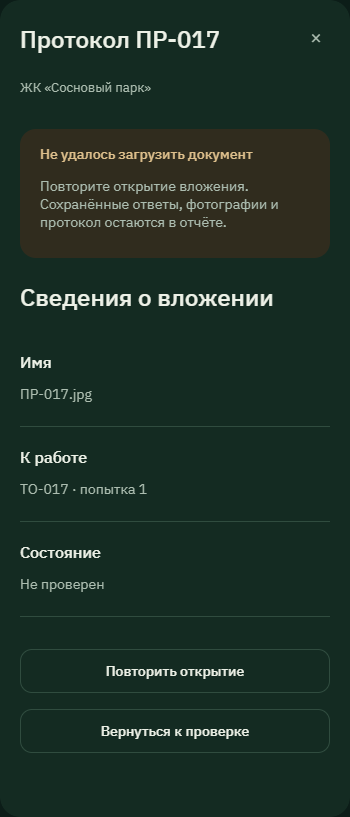 Протокол ПР-017
×
ЖК «Сосновый парк»
Не удалось загрузить документ
Повторите открытие вложения.
Сохранённые ответы, фотографии и
протокол остаются в отчёте.
Сведения о вложении
Имя
ПР-017.jpg
К работе
ТО-017 · попытка 1
Состояние
Не проверен
Повторить открытие
Вернуться к проверке